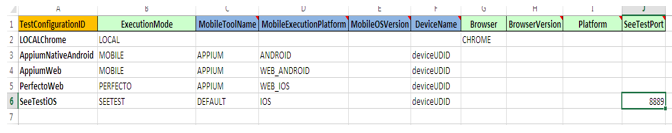 A B C D E F G H I J
1 TestConfigurationID ExecutionMode MobileToolName MobileExecutionPlatform MobileOSVersion DeviceName Browser BrowserVersion Platform SeeTestPort
2 LOCALChrome LOCAL CHROME
3 AppiumNativeAndroid MOBILE APPIUM ANDROID deviceUDID
4 AppiumWeb MOBILE APPIUM WEB_ANDROID deviceUDID
5 PerfectoWeb PERFECTO APPIUM WEB_IOS deviceUDID
6 SeeTestiOS SEETEST DEFAULT IOS deviceUDID 8889
7